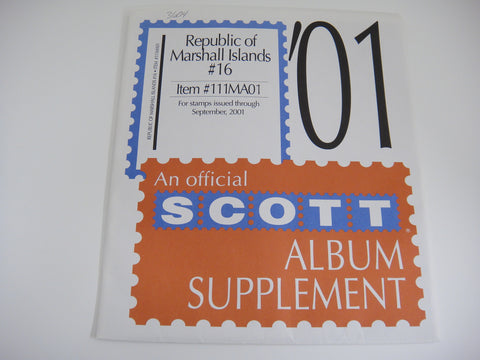 3604
Republic of
Marshall Islands
#16
Item #111MA01
For stamps issued through
September, 2001
'01
An official
SCOTT
ALBUM
SUPPLEMENT